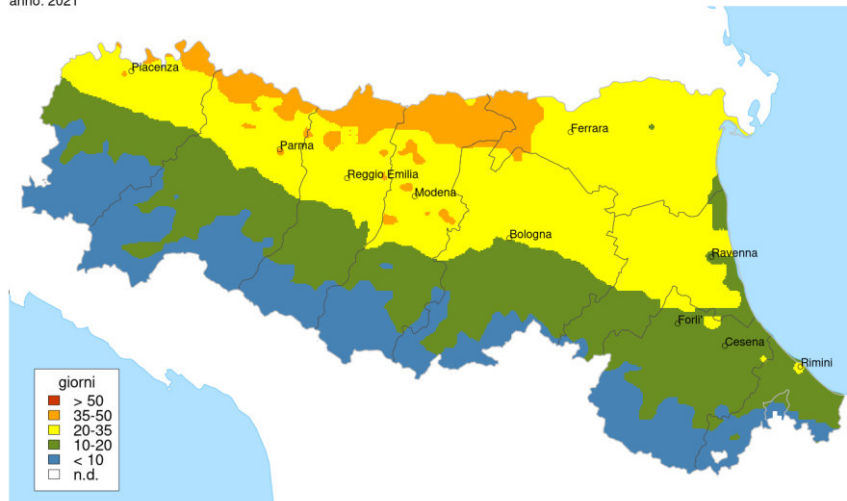 anno: 2021
Piacenza
Parma
Reggio Emilia
Modena
Ferrara
Bologna
Ravenna
Forli'
Cesena
Rimini
giorni
> 50
35-50
20-35
10-20
< 10
n.d.